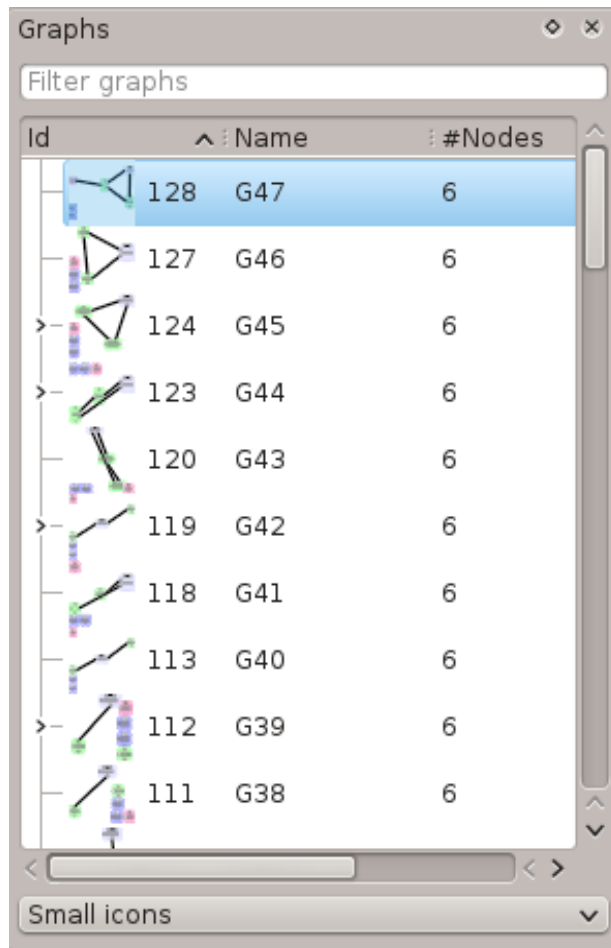 Graphs
Filter graphs
Id Name #Nodes
128 G47 6
127 G46 6
124 G45 6
123 G44 6
120 G43 6
119 G42 6
118 G41 6
113 G40 6
112 G39 6
111 G38 6
Small icons